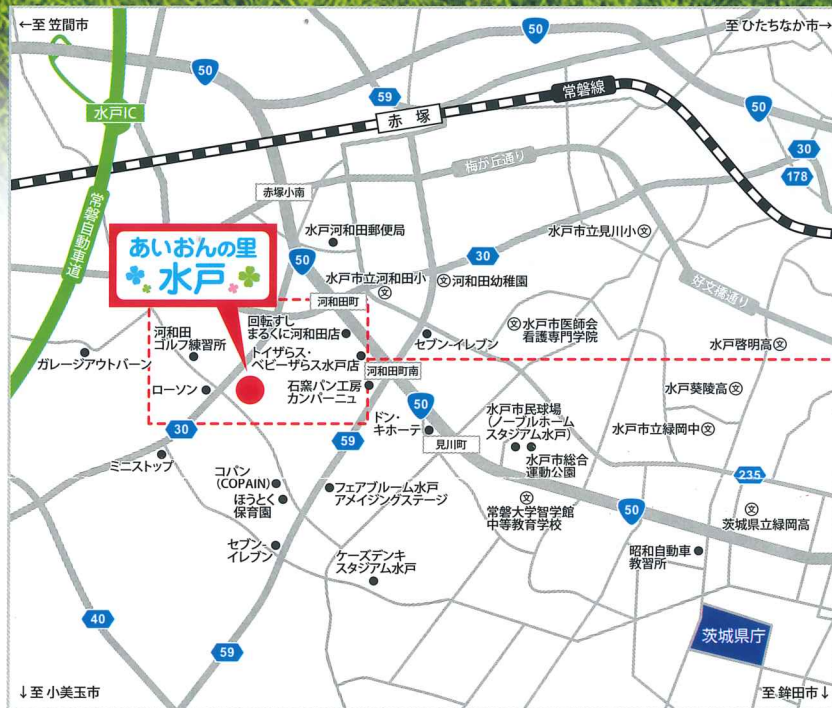 ←至 笠間市
至 ひたちなか市→
50
50
59
常磐線
50
水戸IC
赤塚
30
178
梅が丘通り
常磐自動車道
赤塚小南
水戸河和田郵便局
水戸市立見川小
あいおんの里
水戸
50
30
水戸市立河和田小
河和田幼稚園
好文橋通り
河和田町
回転すし
まるくに河和田店
セブン-イレブン
水戸市医師会
看護専門学院
水戸啓明高
河和田
ゴルフ練習所
ガレージアウトバーン
トイザらス・
ベビーザらス水戸店
河和田町南
ローソン
石窯パン工房
カンパーニュ
水戸葵陵高
50
ドン・
キホーテ
水戸市民球場
(ノーブルホーム
スタジアム水戸)
水戸市立緑岡中
30
59
見川町
水戸市総合
運動公園
ミニストップ
235
コパン
(COPAIN)
ほうとく
保育園
フェアブルーム水戸
アメイジングステージ
常磐大学智学館
中等教育学校
50
茨城県立緑岡高
セブン-
イレブン
ケーズデンキ
スタジアム水戸
昭和自動車
教習所
40
59
茨城県庁
↓至 小美玉市
至 鉾田市↓